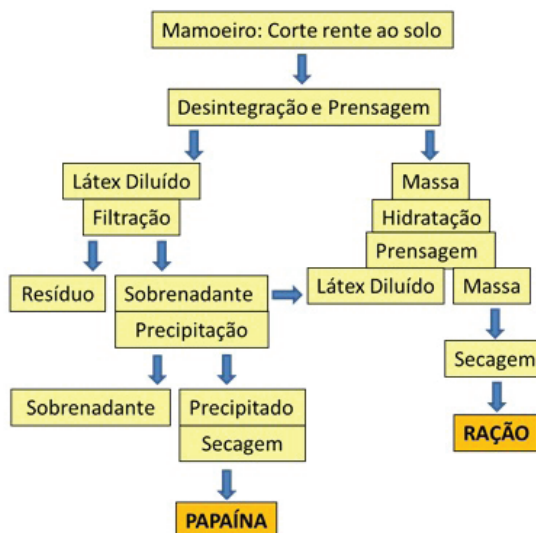 Mamoeiro: Corte rente ao solo
Desintegração e Prensagem
Látex Diluído
Filtração
Massa
Hidratação
Prensagem
Resíduo
Sobrenadante
Precipitação
Látex Diluído
Massa
Secagem
Sobrenadante
Precipitado
Secagem
RAÇÃO
PAPAÍNA